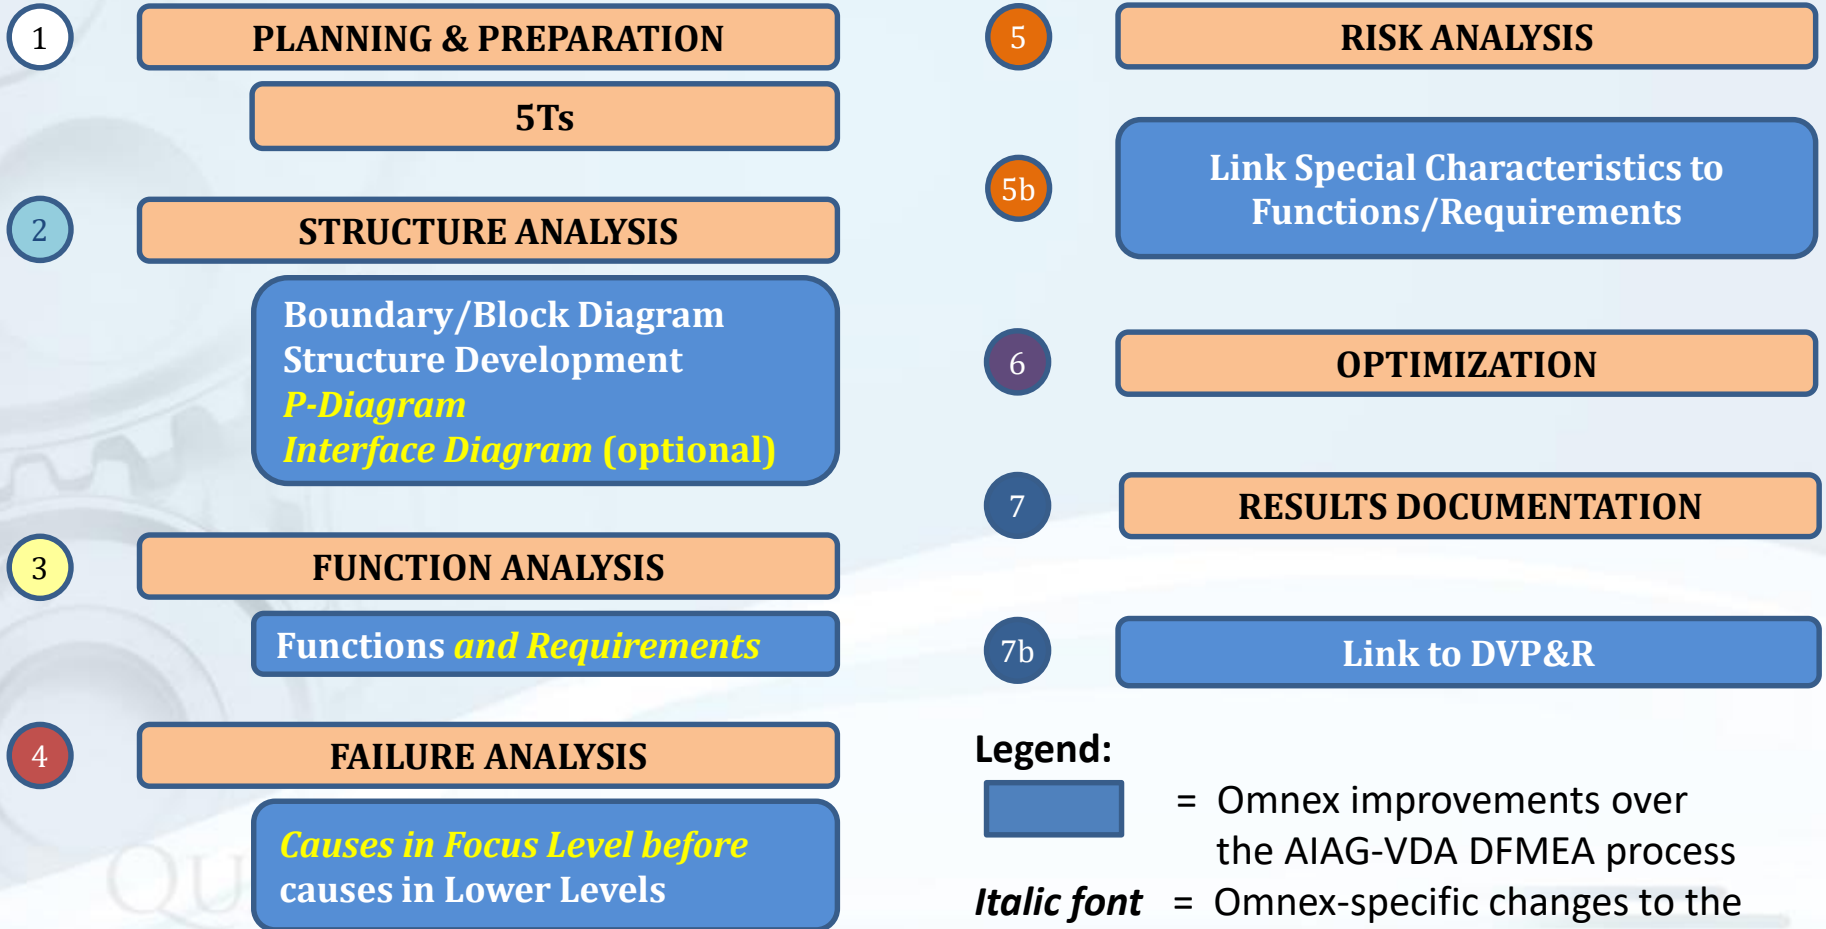 1
PLANNING & PREPARATION
5Ts
2
STRUCTURE ANALYSIS
Boundary/Block Diagram
Structure Development
P-Diagram
Interface Diagram (optional)
3
FUNCTION ANALYSIS
Functions and Requirements
4
FAILURE ANALYSIS
Causes in Focus Level before
causes in Lower Levels
QU
5
RISK ANALYSIS
5b
Link Special Characteristics to
Functions/Requirements
6
OPTIMIZATION
7
RESULTS DOCUMENTATION
7b
Link to DVP&R
Legend:
= Omnex improvements over
the AIAG-VDA DFMEA process
Italic font = Omnex-specific changes to the